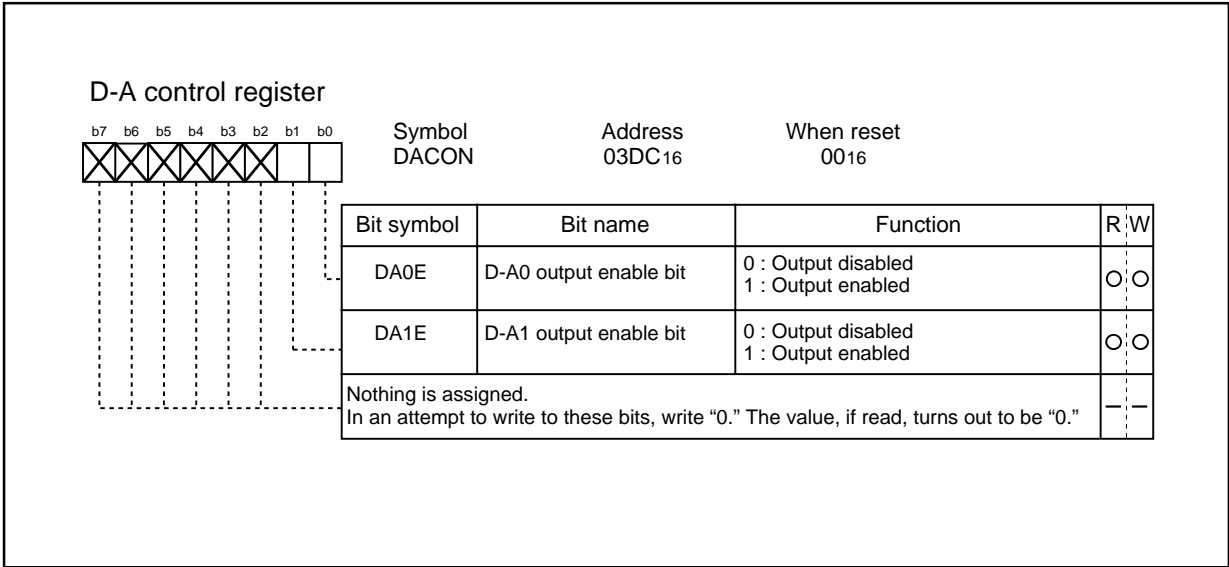 D-A control register
b7 b6 b5 b4 b3 b2 b1 b0
Symbol Address When reset
DACON 03DC16 0016
Bit symbol Bit name Function R W
DA0E D-A0 output enable bit 0 : Output disabled
1 : Output enabled
DA1E D-A1 output enable bit 0 : Output disabled
1 : Output enabled
Nothing is assigned.
In an attempt to write to these bits, write “0.” The value, if read, turns out to be “0.”